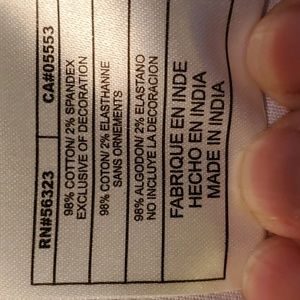 RN#56323 CA#05553
98% COTTON/ 2% SPANDEX
EXCLUSIVE OF DECORATION
98% COTON/ 2% ELASTHANNE
SANS ORNEMENTS
98% ALGODON/ 2% ELASTANO
NO INCLUYE LA DECORACION
FABRIQUE EN INDE
HECHO EN INDIA
MADE IN INDIA